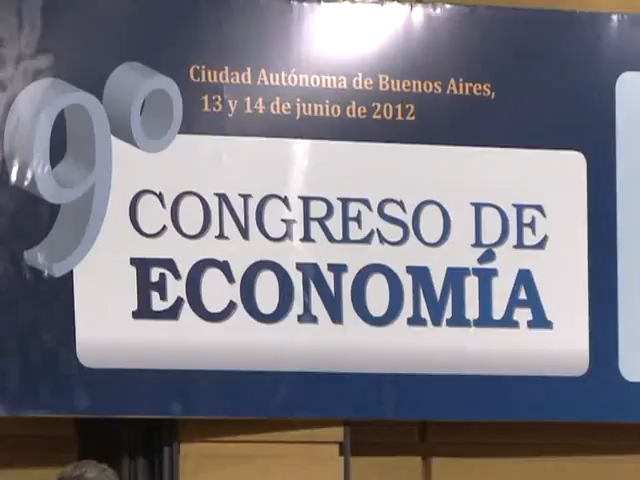 Ciudad Autónoma de Buenos Aires,
13 y 14 de junio de 2012
9°
CONGRESO DE
ECONOMÍA